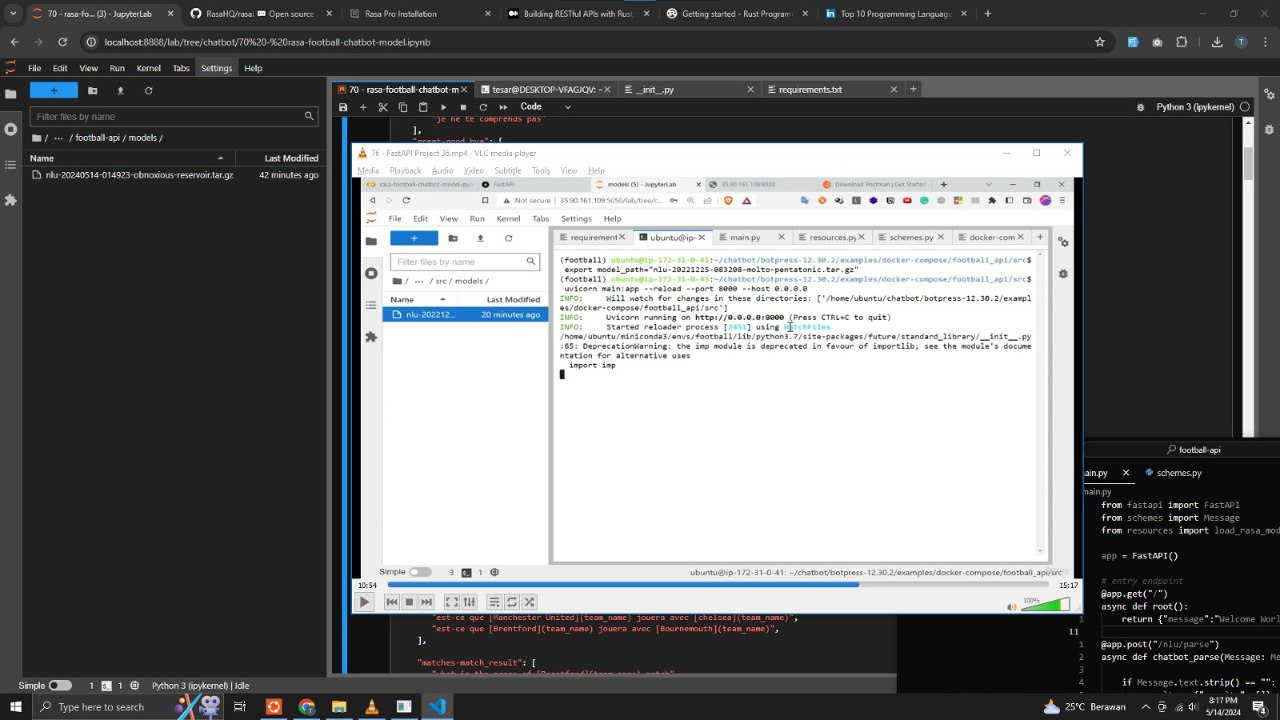 70 - rasa-fo... (3) - JupyterLab
RasaHQ/rasa: Open source
Rasa Pro Installation
Building RESTful APIs with Rust
Getting started - Rust Program
Top 10 Programming Languag
localhost:8888/lab/tree/chatbot/70%20-%20rasa-football-chatbot-model.ipynb
File Edit View Run Kernel Tabs Settings Help
70 - rasa-football-chatbot-m
tesar@DESKTOP-VFAGJQV: ~
__init__.py
requirements.txt
Filter files by name
Code
Python 3 (ipykernel)
/ ··· / football-api / models /
Name
Last Modified
42 minutes ago
je ne te comprends pas"
],
76 - FastAPI Project 36.mp4 - VLC media player
Media Playback Audio Video Subtitle Tools View Help
rasa-football-chatbot-model.ipyn
FastAPI
models (5) - JupyterLab
35.90.161.109:8000
Download Postman | Get Started
Not secure | 35.90.161.109:5050/lab/tree/c...
File Edit View Run Kernel Tabs Settings Help
Filter files by name
/ ··· / src / models /
Name
Last Modified
nlu-202212...
20 minutes ago
requirement
ubuntu@ip-
main.py
resources.py
schemes.py
docker-com
(football) ubuntu@ip-172-31-0-41:~/chatbot/botpress-12.30.2/examples/docker-compose/football_api/src$
export model_path="nlu-20221225-083208-molto-pentatonic.tar.gz"
(football) ubuntu@ip-172-31-0-41:~/chatbot/botpress-12.30.2/examples/docker-compose/football_api/src$
uvicorn main:app --reload --port 8000 --host 0.0.0.0
INFO: Will watch for changes in these directories: ['/home/ubuntu/chatbot/botpress-12.30.2/exampl
es/docker-compose/football_api/src']
INFO: Uvicorn running on http://0.0.0.0:8000 (Press CTRL+C to quit)
INFO: Started reloader process [2451] using WatchFiles
/home/ubuntu/miniconda3/envs/football/lib/python3.7/site-packages/future/standard_library/__init__.py
:65: DeprecationWarning: the imp module is deprecated in favour of importlib; see the module's docume
ntation for alternative uses
import imp
Simple
3
1
ubuntu@ip-172-31-0-41: ~/chatbot/botpress-12.30.2/examples/docker-compose/football_api/src
10:54
15:17
100%
football-api
ain.py
schemes.py
main.py
from fastapi import FastAPI
from schemes import Message
from resources import load_rasa_mod
app = FastAPI()
# entry endpoint
@app.get("/")
async def root():
return {"message":"Welcome Worl
11
@app.post("/nlu/parse")
async def chatbot_parse(message: Me
if Message.text.strip() == "":
"est-ce que [Manchester United](team_name) jouera avec [chelsea](team_name)",
"est-ce que [Brentford](team_name) jouera avec [Bournemouth](team_name)",
],
"matches-match_result": [
Simple
1
1
Python 3 (ipykernel) | Idle
Type here to search
25°C Berawan
8:17 PM
5/14/2024